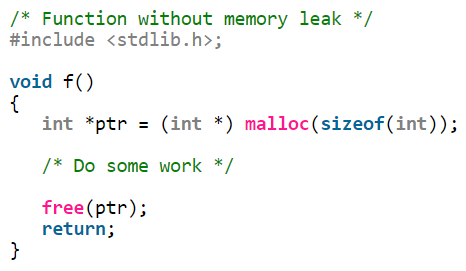 /* Function without memory leak */
#include <stdlib.h>;
void f()
{
int *ptr = (int *) malloc(sizeof(int));
/* Do some work */
free(ptr);
return;
}